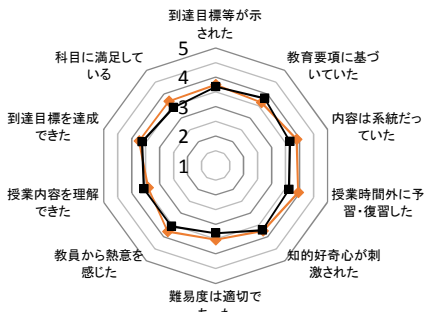 到達目標等が示
された
教育要項に基づ
いていた
内容は系統だっ
ていた
授業時間外に予
習・復習した
知的好奇心が刺
激された
難易度は適切で
教員から熱意を
感じた
授業内容を理解
できた
到達目標を達成
できた
科目に満足して
いる
5
4
3
2
1